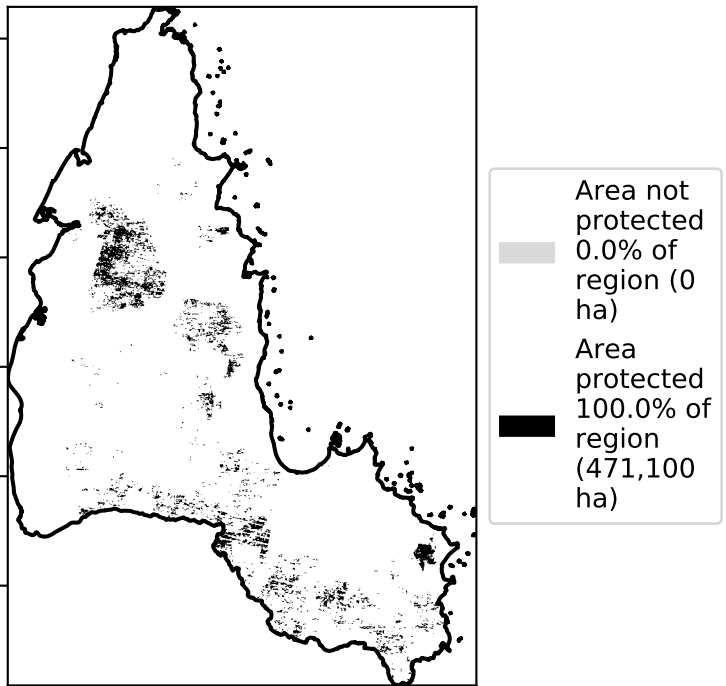 Area not
protected
0.0% of
region (0
ha)
Area
protected
100.0% of
region
(471,100
ha)